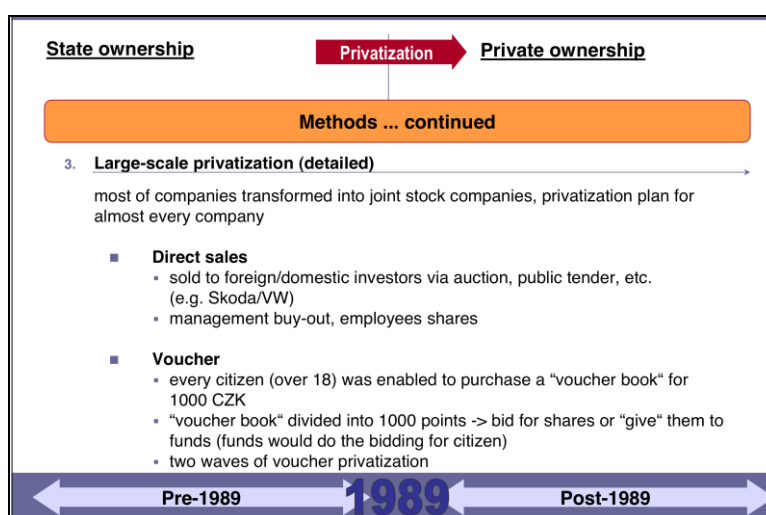 State ownership
Privatization
Private ownership
Methods ... continued
3. Large-scale privatization (detailed)
most of companies transformed into joint stock companies, privatization plan for
almost every company
Direct sales
sold to foreign/domestic investors via auction, public tender, etc.
(e.g. Skoda/VW)
management buy-out, employees shares
Voucher
every citizen (over 18) was enabled to purchase a “voucher book“ for
1000 CZK
“voucher book“ divided into 1000 points -> bid for shares or “give“ them to
funds (funds would do the bidding for citizen)
two waves of voucher privatization
Pre-1989
1989
Post-1989